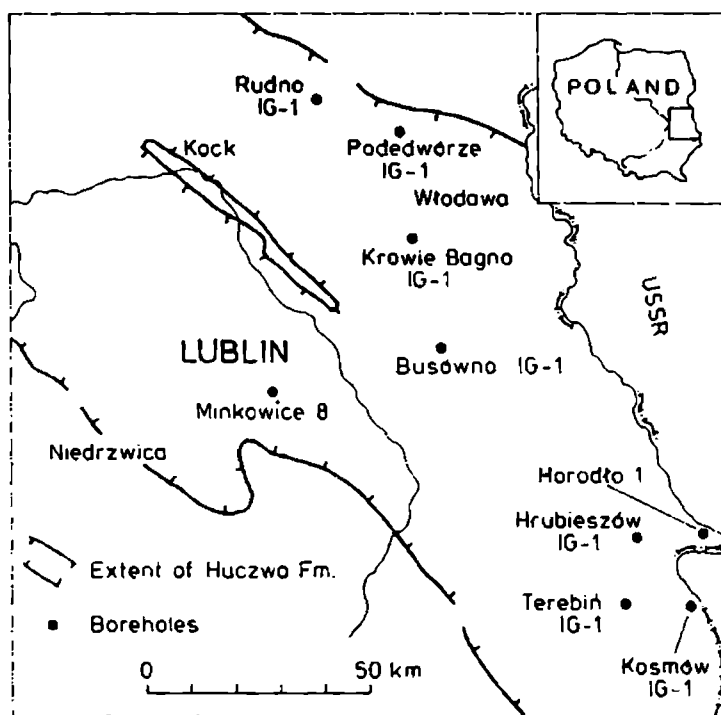 POLAND
Rudno
IG-1
Kock
Podedwórze
IG-1
Włodawa
Krowie Bagno
IG-1
USSR
LUBLIN
Busówno IG-1
Minkowice 8
Niedrzwica
Horodło 1
Hrubieszów
IG-1
Extent of Huczwa Fm.
Terebiń
IG-1
Boreholes
Kosmów
IG-1
0 50 km